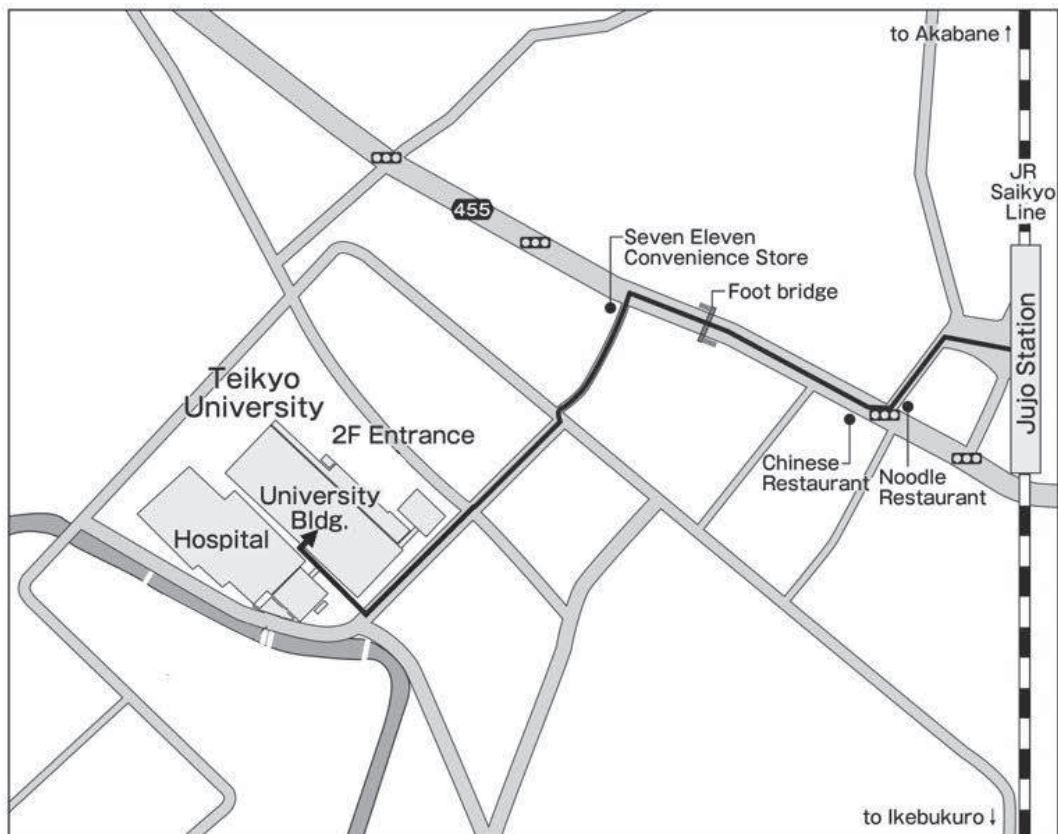 to Akabane↑
JR
Saikyo
Line
455
Seven Eleven
Convenience Store
Foot bridge
Jujo Station
Teikyo
University
2F Entrance
Chinese
Restaurant
Noodle
Restaurant
University
Bldg.
Hospital
to Ikebukuro↓